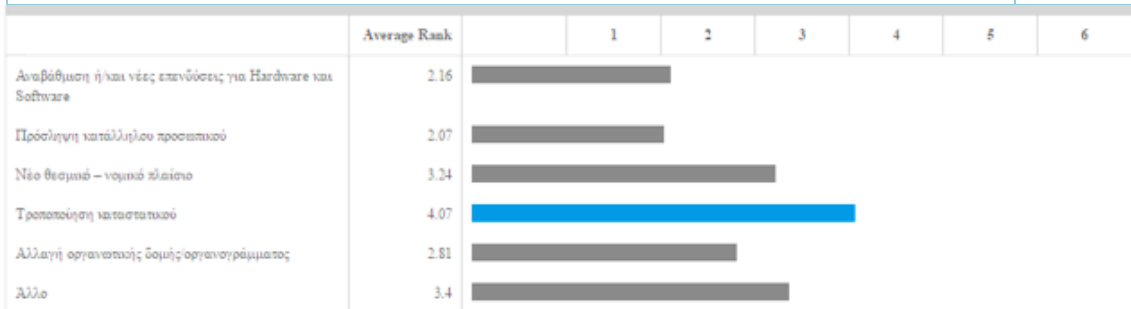 Average Rank 1 2 3 4 5 6
Αναβάθμιση ή/και νέες επενδύσεις για Hardware και 2.16
Software
Πρόσληψη κατάλληλου προσωπικού 2.07
Νέο θεσμικό – νομικό πλαίσιο 3.24
Τροποποίηση καταστατικού 4.07
Αλλαγή οργανωτικής δομής/οργανογράμματος 2.81
Άλλο 3.4